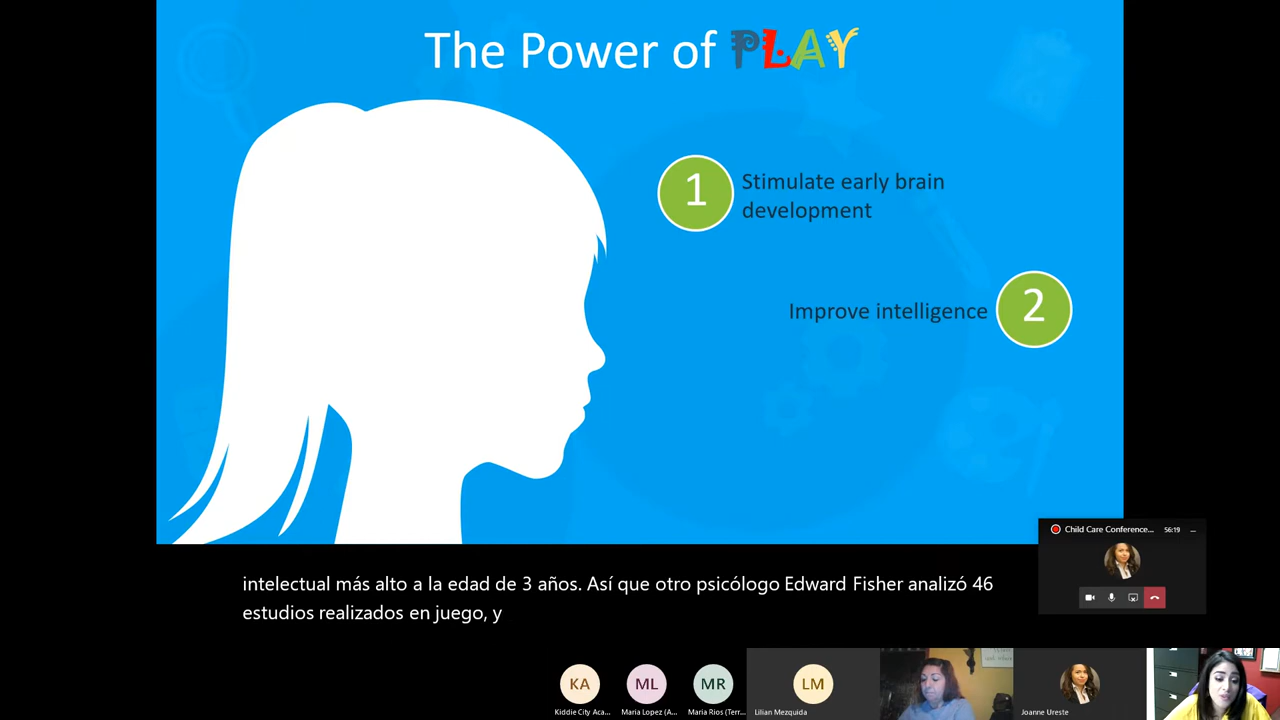 The Power of PLAY
1
Stimulate early brain
development
Improve intelligence
2
Child Care Conference...
56:19
intelectual más alto a la edad de 3 años. Así que otro psicólogo Edward Fisher analizó 46
estudios realizados en juego, y
KA
ML
MR
LM
Kiddie City Aca...
Maria Lopez (A...
Maria Rios (Terr...
Lilian Mezquida
Joanne Ureste